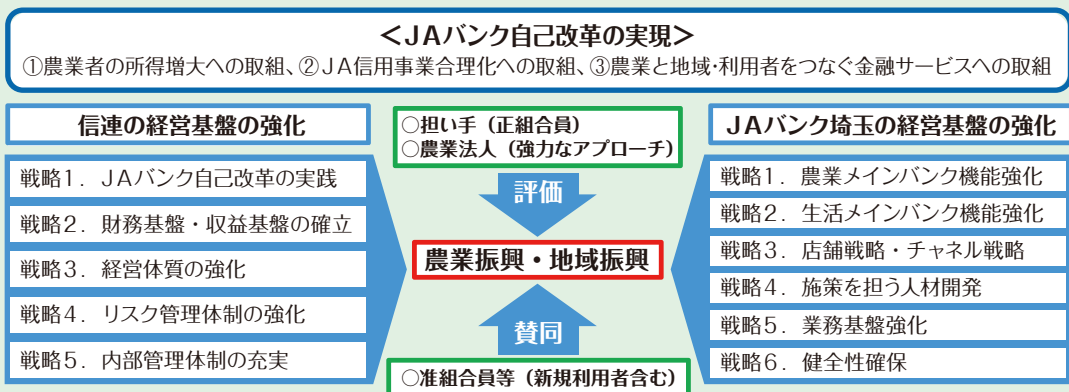 ＜JAバンク自己改革の実現＞
①農業者の所得増大への取組、②JA信用事業合理化への取組、③農業と地域・利用者をつなぐ金融サービスへの取組
信連の経営基盤の強化
戦略1．JAバンク自己改革の実践
戦略2．財務基盤・収益基盤の確立
戦略3．経営体質の強化
戦略4．リスク管理体制の強化
戦略5．内部管理体制の充実
○担い手（正組合員）
○農業法人（強力なアプローチ）
評価
農業振興・地域振興
賛同
○准組合員等（新規利用者含む）
JAバンク埼玉の経営基盤の強化
戦略1．農業メインバンク機能強化
戦略2．生活メインバンク機能強化
戦略3．店舗戦略・チャネル戦略
戦略4．施策を担う人材開発
戦略5．業務基盤強化
戦略6．健全性確保